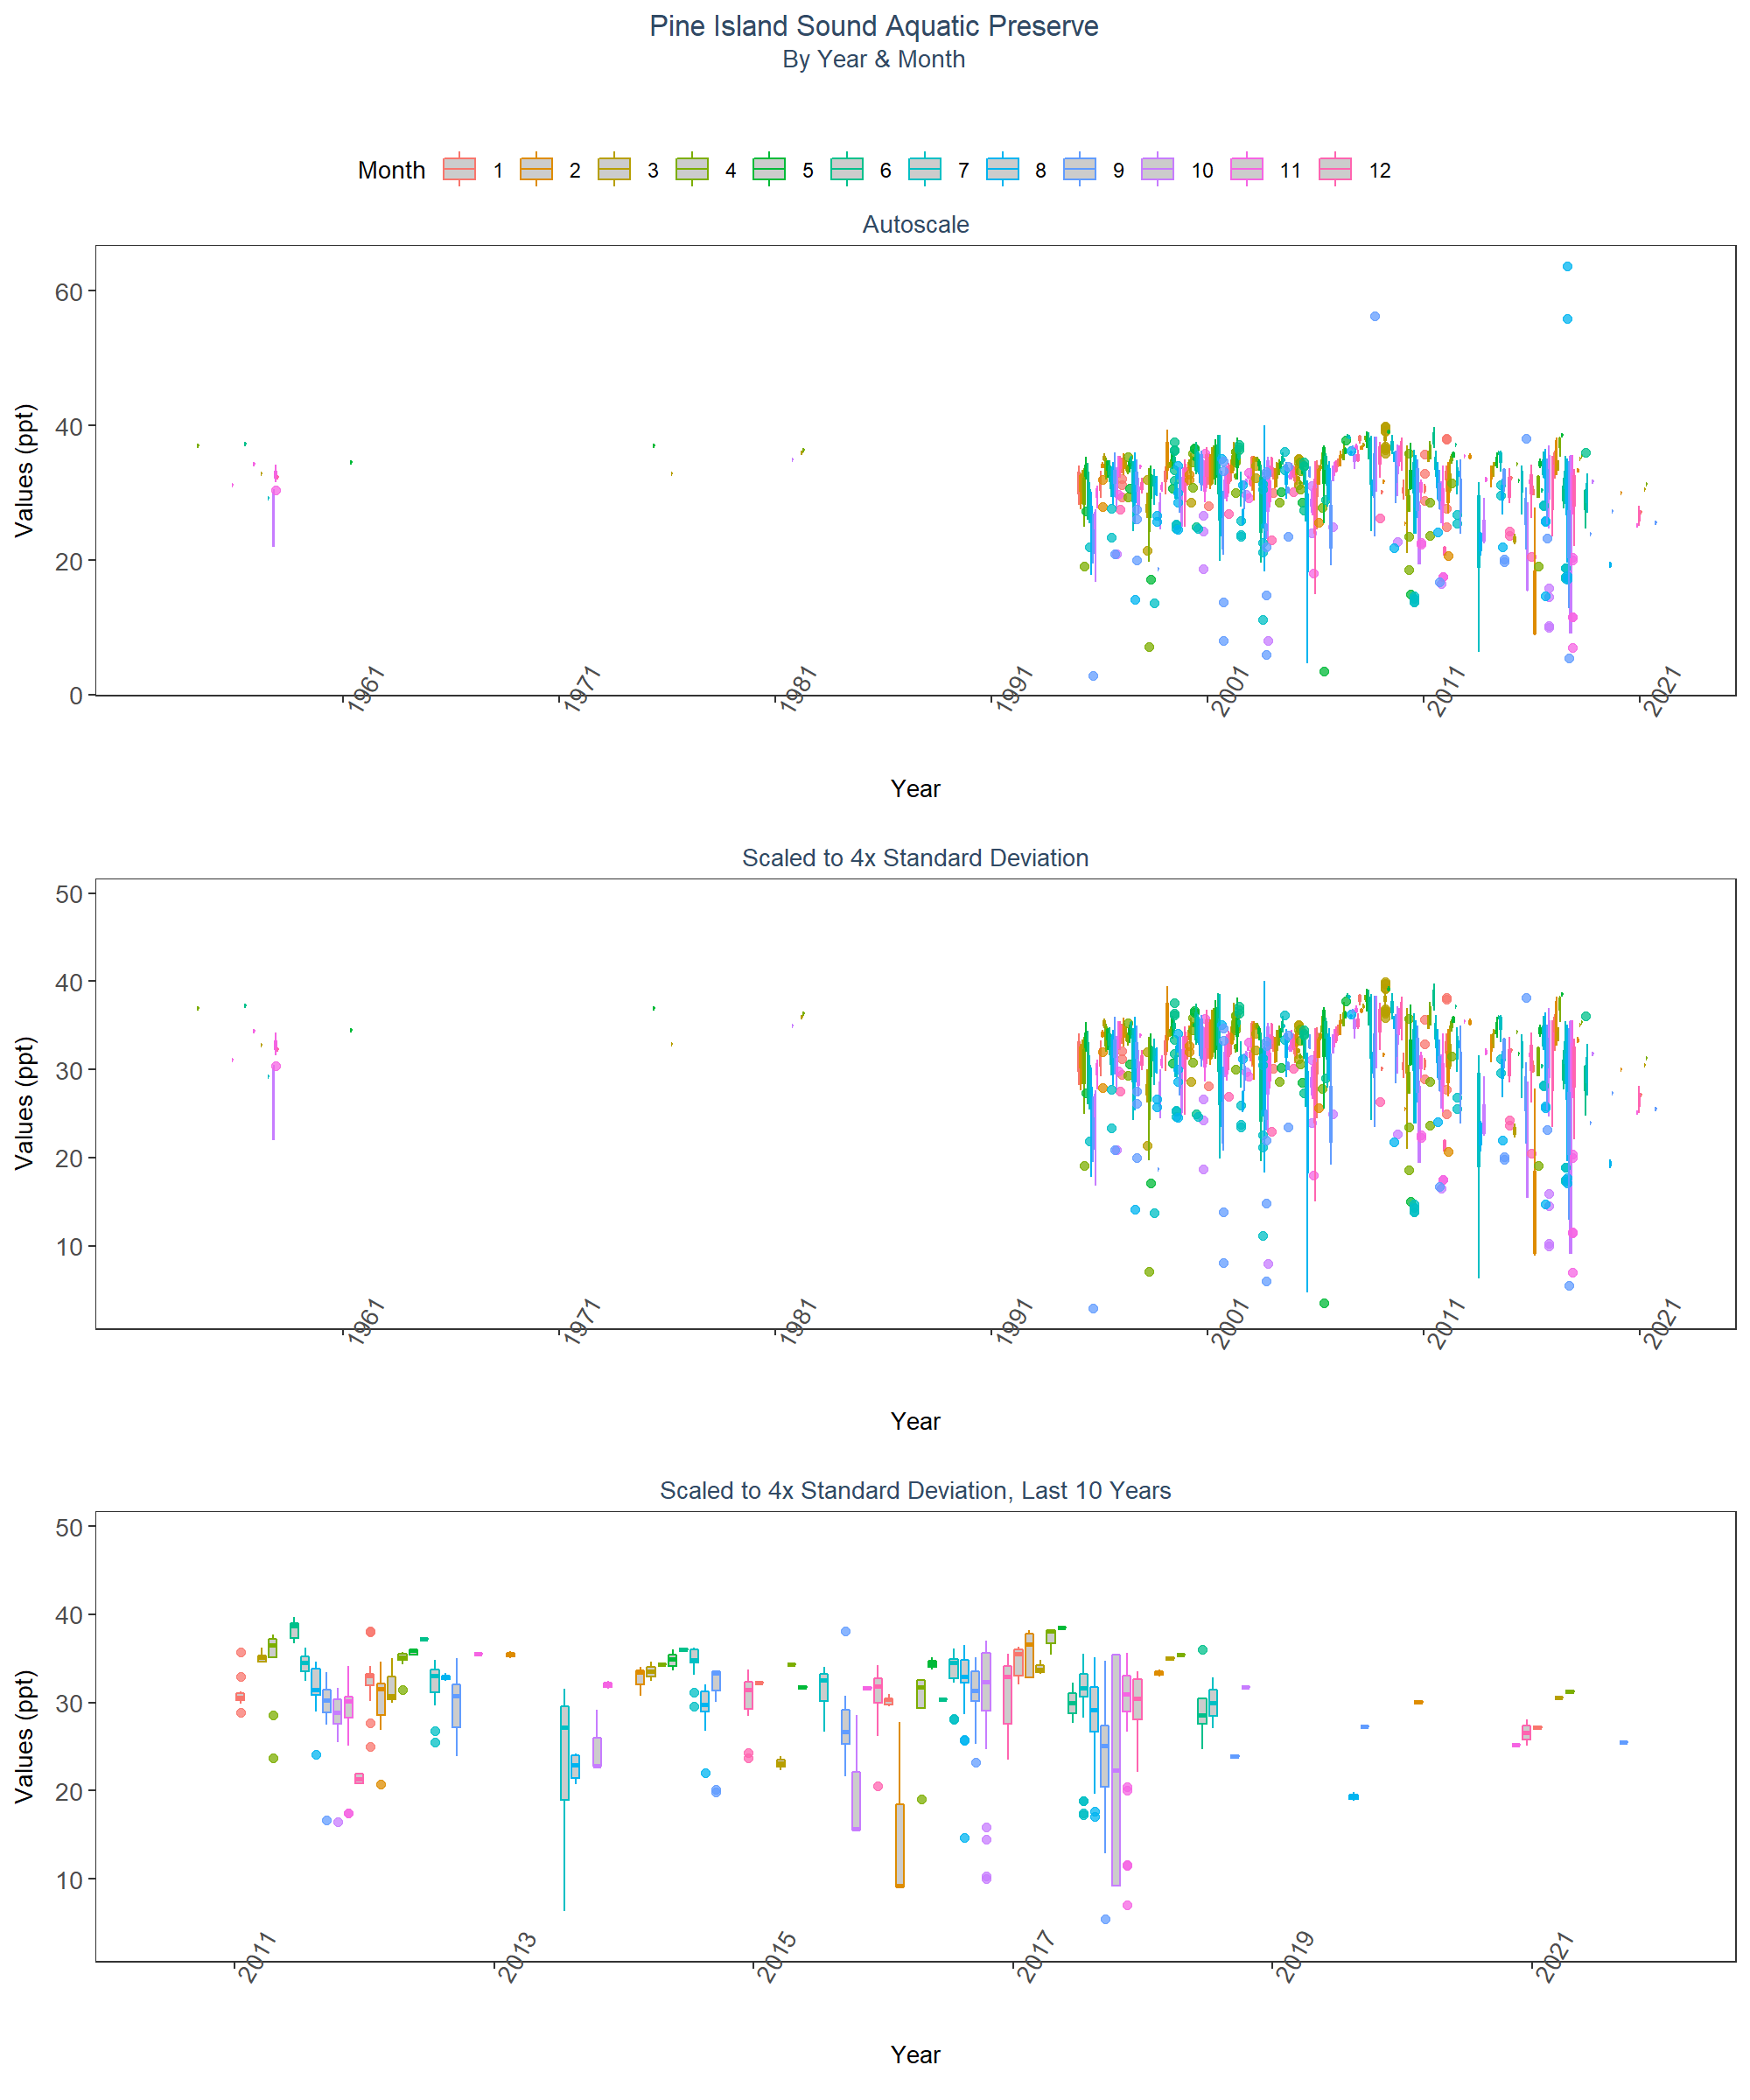 Pine Island Sound Aquatic Preserve
By Year & Month
Month 1 2 3 4 5 6 7 8 9 10 11 12
Autoscale
Values (ppt)
60
40
20
0
1961 1971 1981 1991 2001 2011 2021
Year
Scaled to 4x Standard Deviation
Values (ppt)
50
40
30
20
10
1961 1971 1981 1991 2001 2011 2021
Year
Scaled to 4x Standard Deviation, Last 10 Years
Values (ppt)
50
40
30
20
10
2011 2013 2015 2017 2019 2021
Year